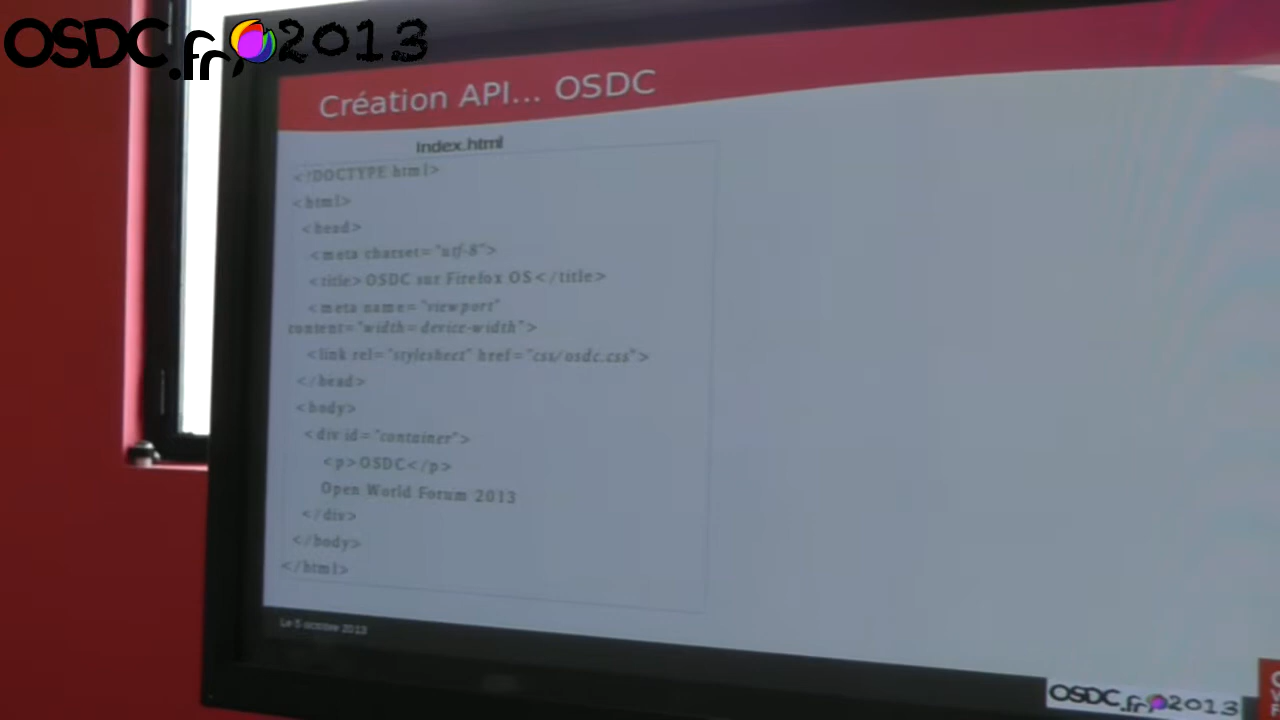 OSDC.fr 2013
Création API... OSDC
Index.html
<!DOCTYPE html>
<html>
<head>
<meta charset="utf-8">
<title>OSDC sur Firefox OS</title>
<meta name="viewport"
content="width=device-width">
<link rel="stylesheet" href="css/osdc.css">
</head>
<body>
<div id="container">
<p>OSDC</p>
Open World Forum 2013
</div>
</body>
</html>
Le 5 octobre 2013
OSDC.fr 2013